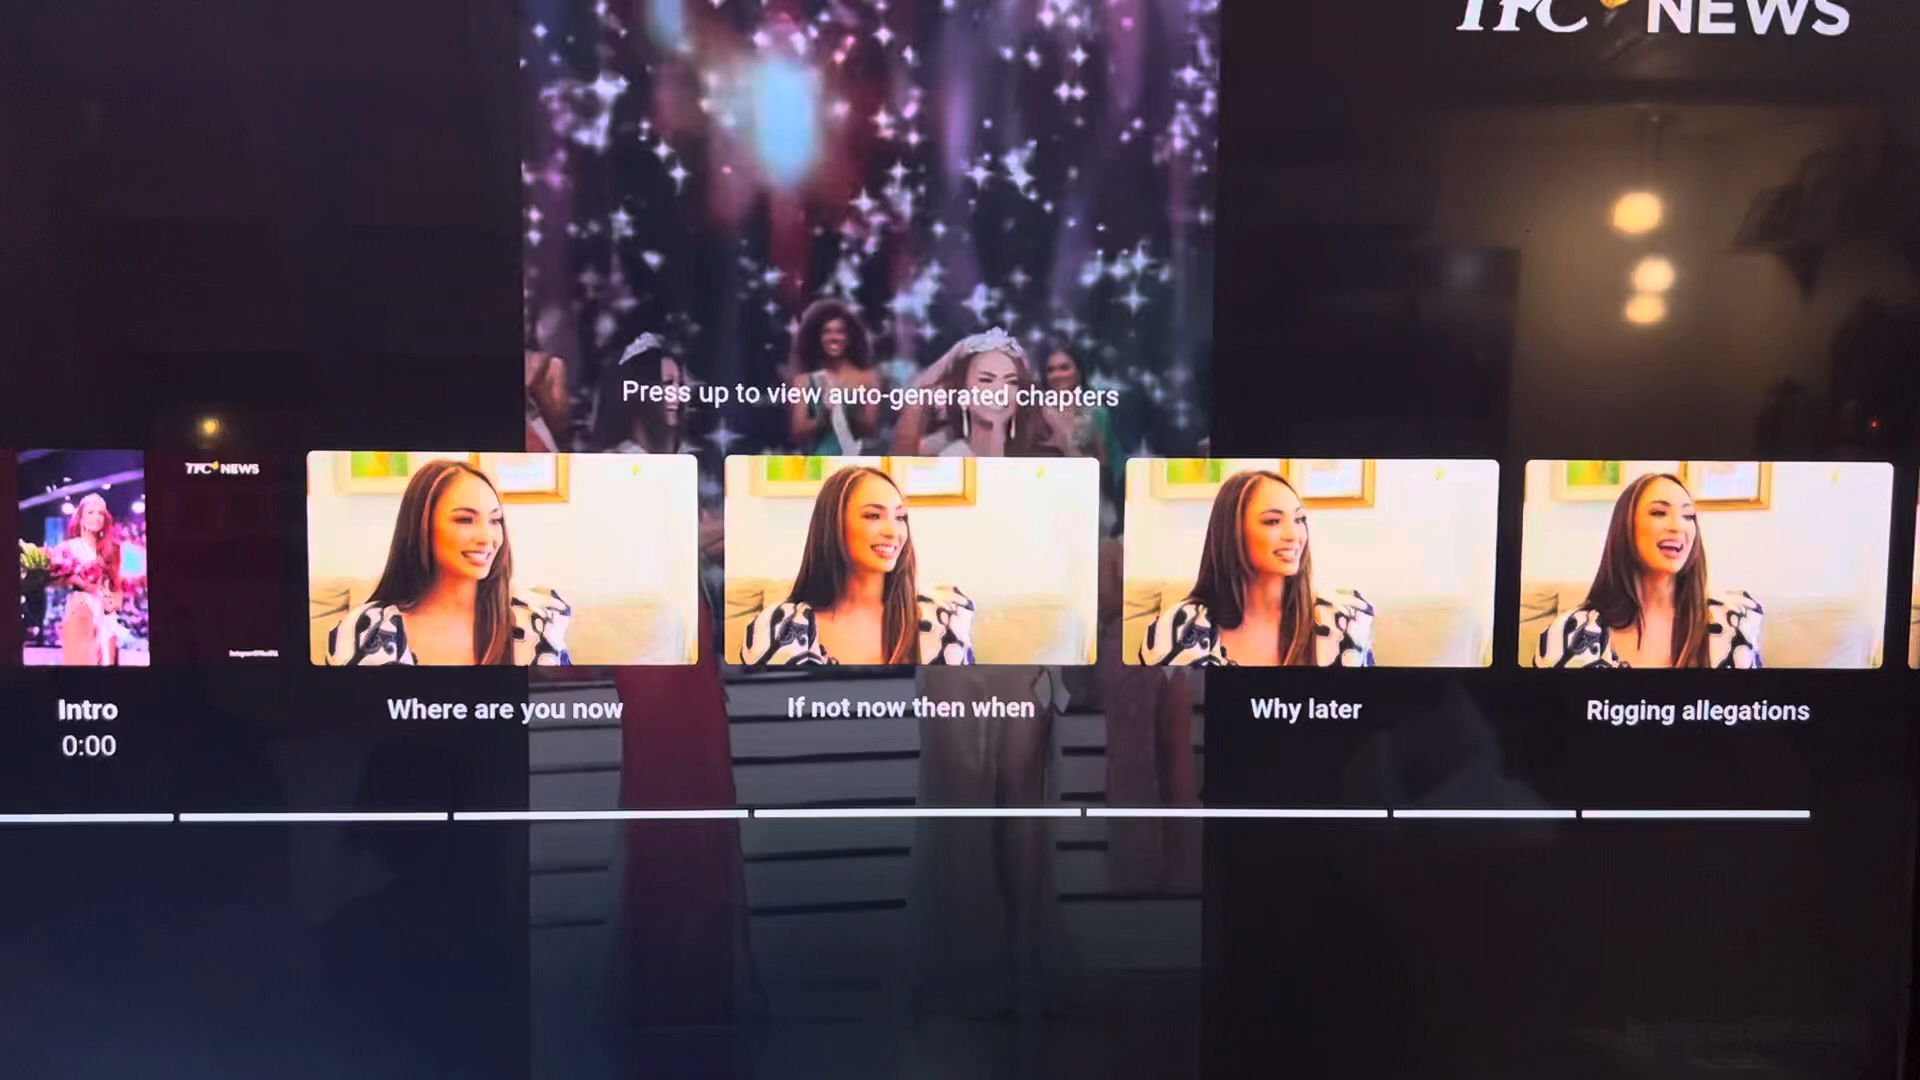 TFC NEWS
Press up to view auto-generated chapters
TFC NEWS
Intro
0:00
Where are you now
If not now then when
Why later
Rigging allegations